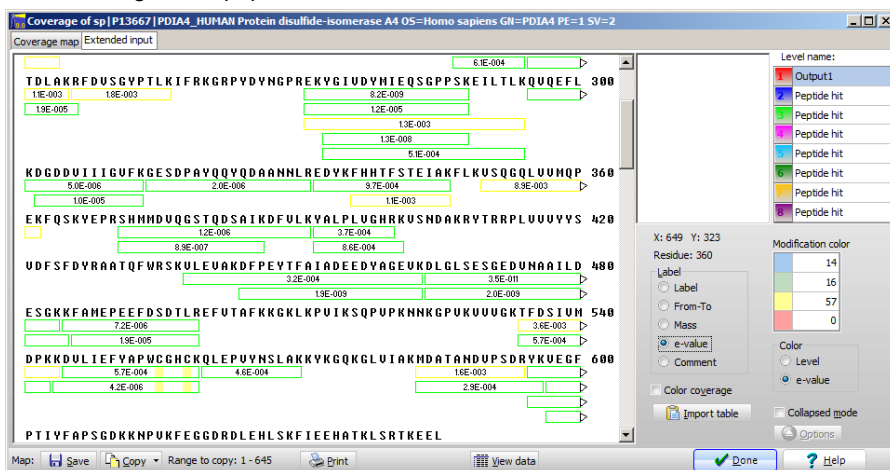 Coverage of sp|P13667|PDIA4_HUMAN Protein disulfide-isomerase A4 OS=Homo sapiens GN=PDIA4 PE=1 SV=2
Coverage map Extended input
6.1E-004
TDLAKRFDVSGYPTLKIFRKGRPYDYNGPREKYGIVDYMIEQSGPPSKEILTLKQVQEFL 300
1.1E-003 1.8E-003 8.2E-009
1.9E-005 1.2E-005
1.3E-003
1.3E-008
5.1E-004
KDGDDVIIIGVFKGESDPAYQQYQDAANNLREDYKFHHTFSTEIAKFLKVSQGQLVVMQP 360
5.0E-006 2.0E-006 9.7E-004 8.9E-003
1.0E-005 1.1E-003
EKFQSKYEPRSHMMDVQGSTQDSAIKDFVLKYALPLVGHRKVSNDAKRYTRRPLVVVYYS 420
1.2E-006 3.7E-004
8.9E-007 8.6E-004
VDFSFDYRAATQFWRSKVLEVAKDFPEYTFAIADEEDYAGEVKDLGLSESGEDVNAAILD 480
3.2E-004 3.5E-011
1.9E-009 2.0E-009
ESGKKFAMEPEEFDSDTLREFVTAFKKGKLKPVIKSQPVPKNNKGPVKVVVGKTFDSIVM 540
7.2E-006 3.6E-003
1.9E-005 5.7E-004
DPKKDVLIEFYAPWCGHCKQLEPVYNSLAKKYKGQKGLVIAKMDATANDVPSDRYKVEGF 600
5.7E-004 4.6E-004 1.6E-003
4.2E-006 2.9E-004
PTIYFAPSGDKKNPVKFEGGDRDLEHLSKFIEEHATKLSRTKEEL
Level name:
1 Output1
2 Peptide hit
3 Peptide hit
4 Peptide hit
5 Peptide hit
6 Peptide hit
7 Peptide hit
8 Peptide hit
X: 649 Y: 323
Residue: 360
Label
Label
From-To
Mass
e-value
Comment
Color coverage
Import table
Modification color
14
16
57
0
Color
Level
e-value
Collapsed mode
Options
Map: Save Copy Range to copy: 1 - 645 Print View data Done Help